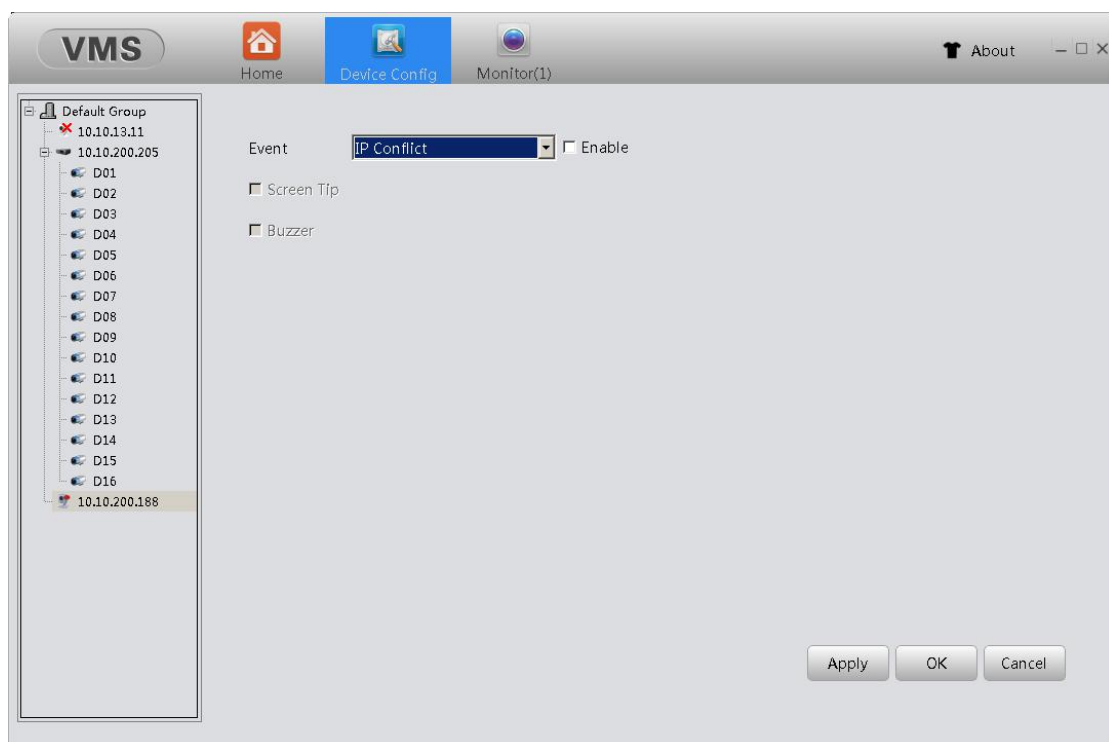 VMS
Home
Device Config
Monitor(1)
About
Default Group
10.10.13.11
10.10.200.205
D01
D02
D03
D04
D05
D06
D07
D08
D09
D10
D11
D12
D13
D14
D15
D16
10.10.200.188
Event IP Conflict Enable
Screen Tip
Buzzer
Apply OK Cancel